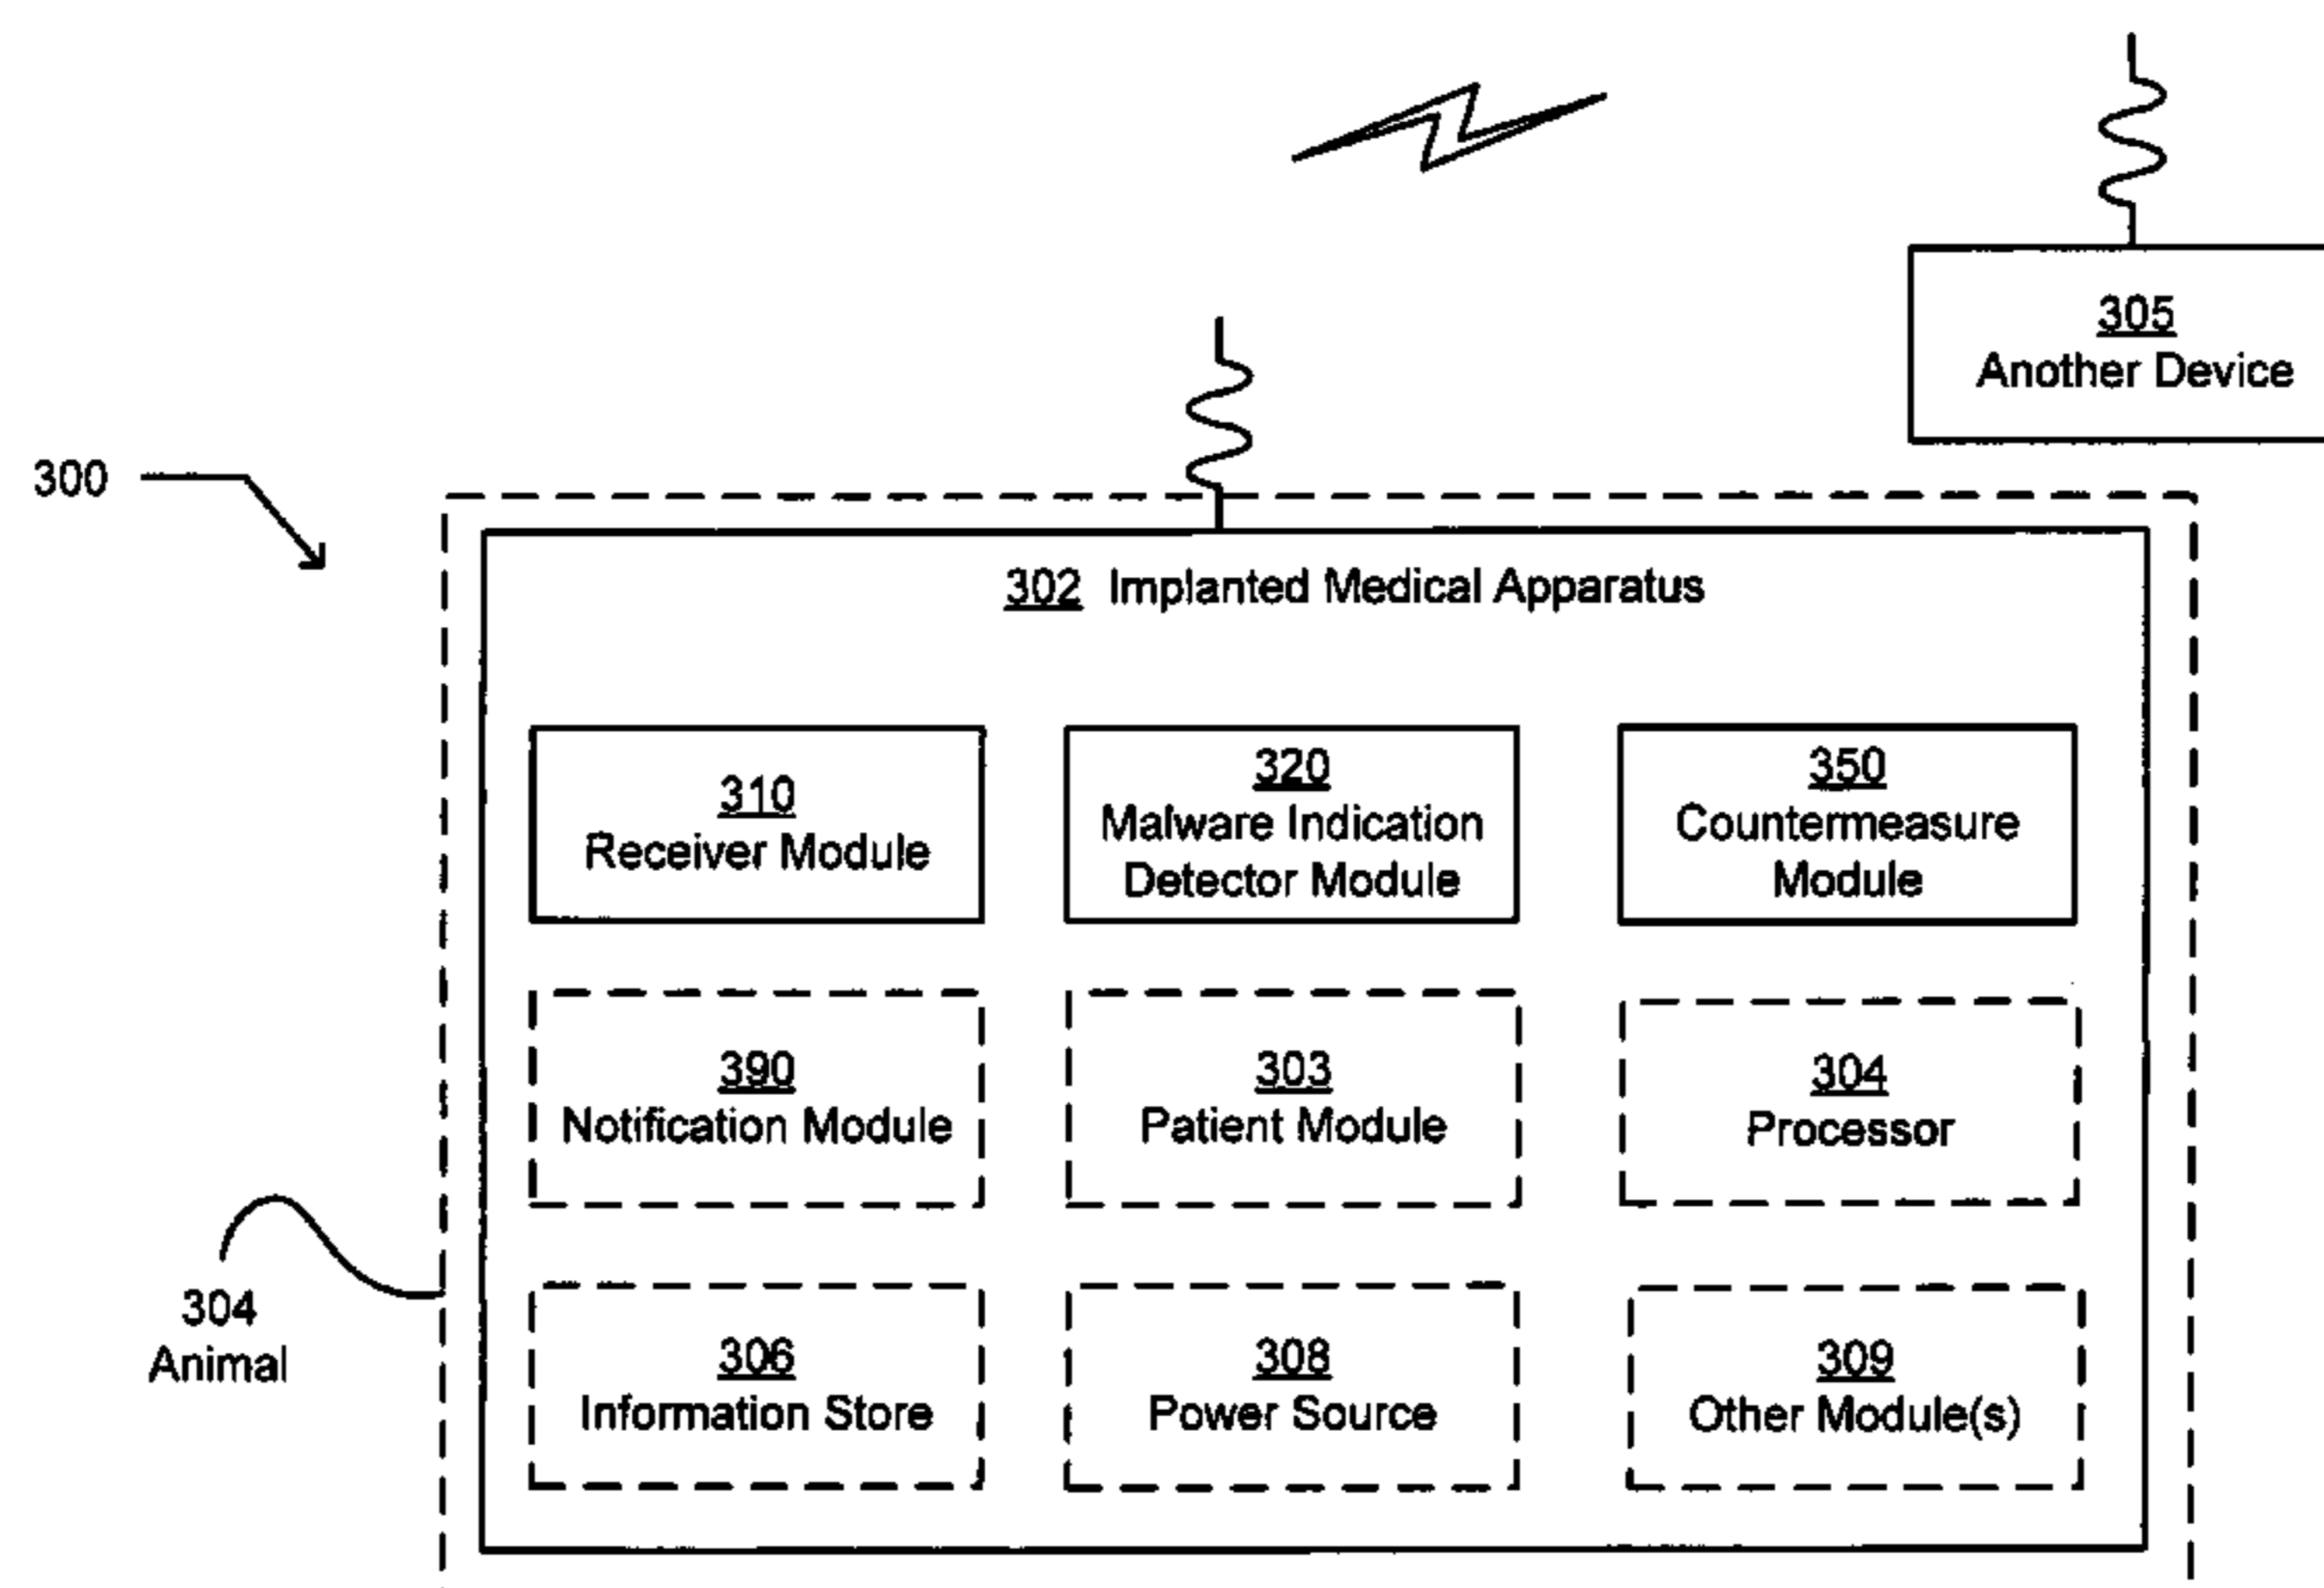 305
Another Device
300
302 Implanted Medical Apparatus
310
Receiver Module
320
Malware Indication
Detector Module
350
Countermeasure
Module
390
Notification Module
303
Patient Module
304
Processor
304
Animal
306
Information Store
308
Power Source
309
Other Module(s)